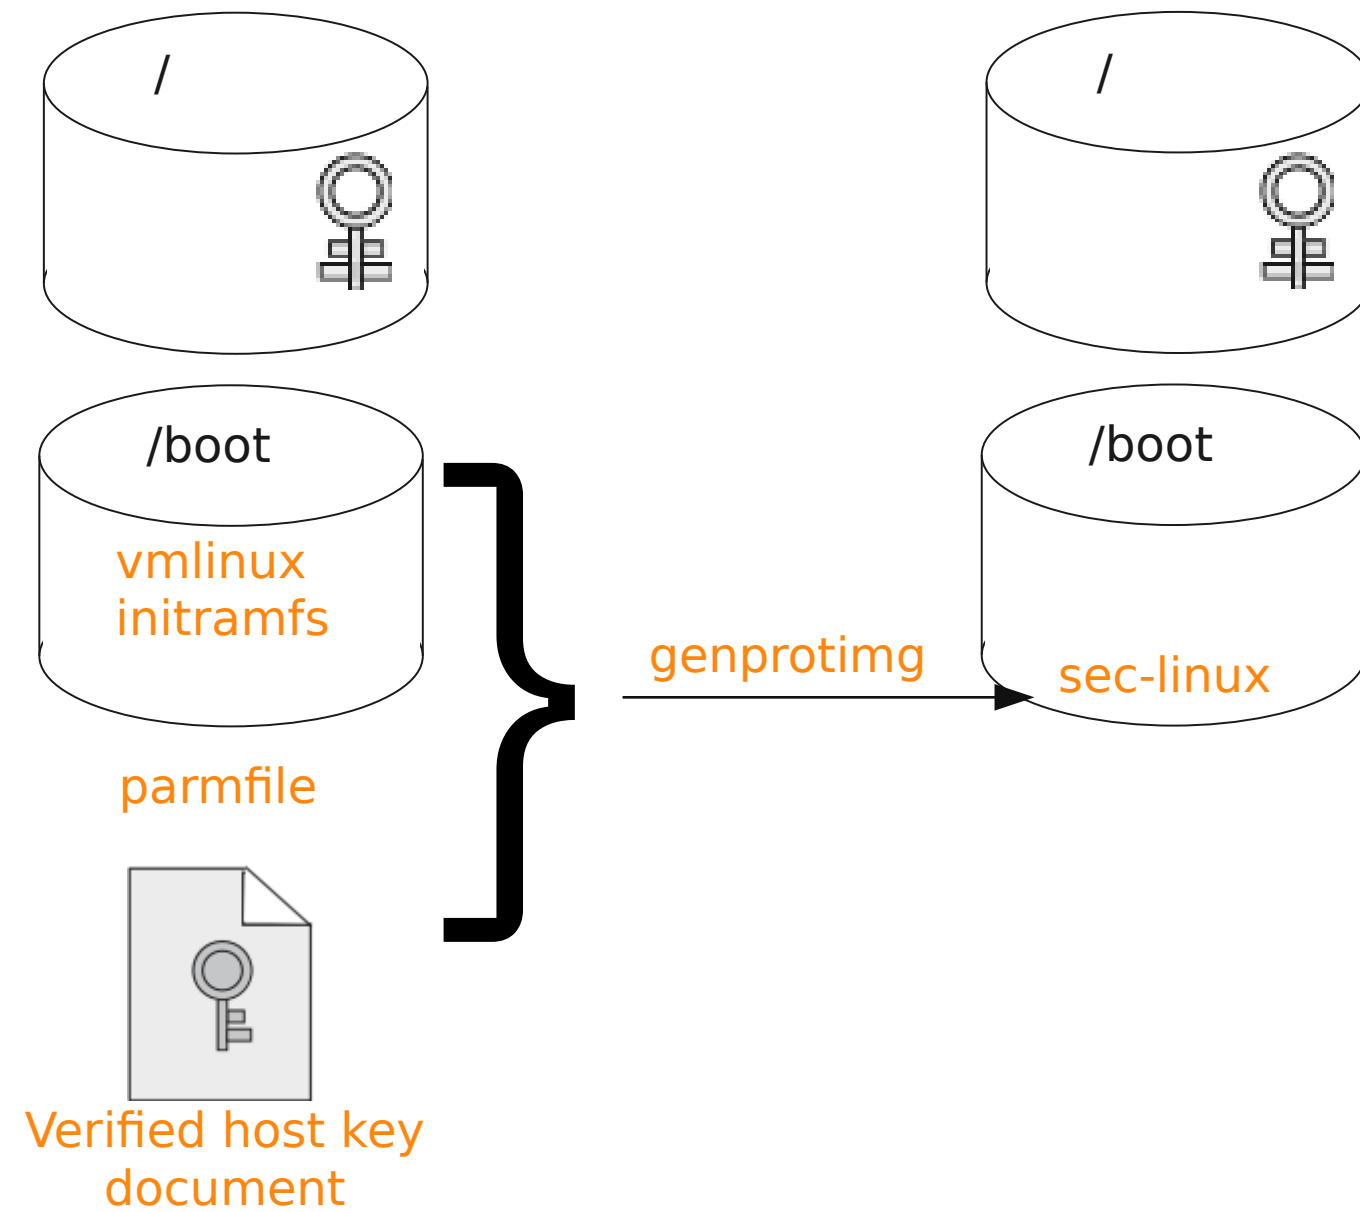 /
/
/boot
/boot
vmlinux
initramfs
genprotimg
sec-linux
parmfile
Verified host key
document